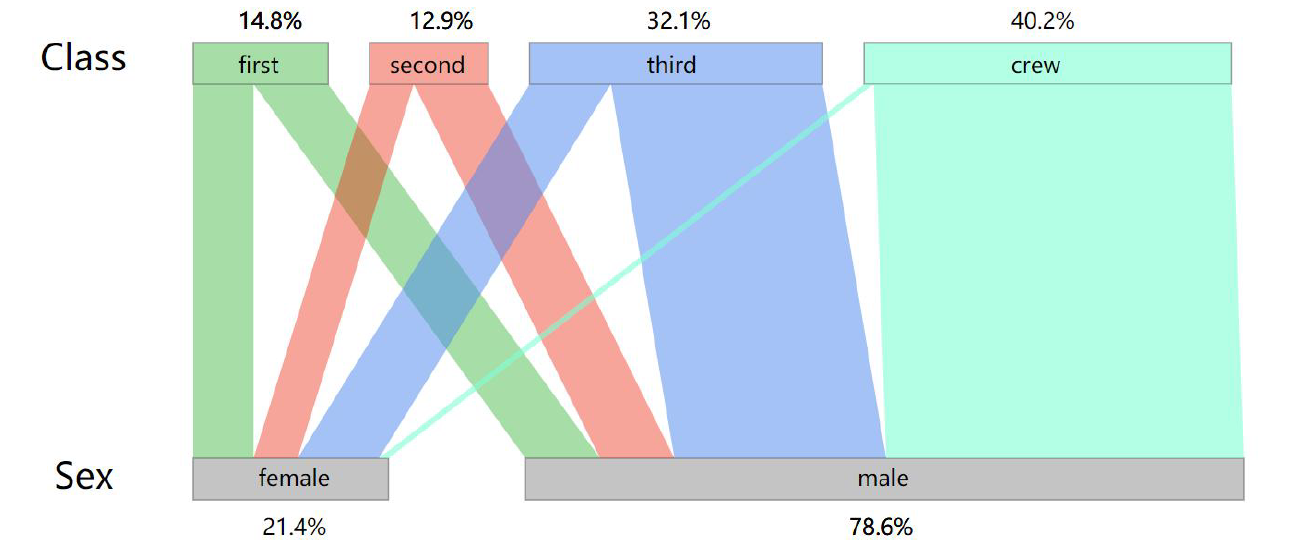 14.8% 12.9% 32.1% 40.2%
Class first second third crew
Sex female male
21.4% 78.6%